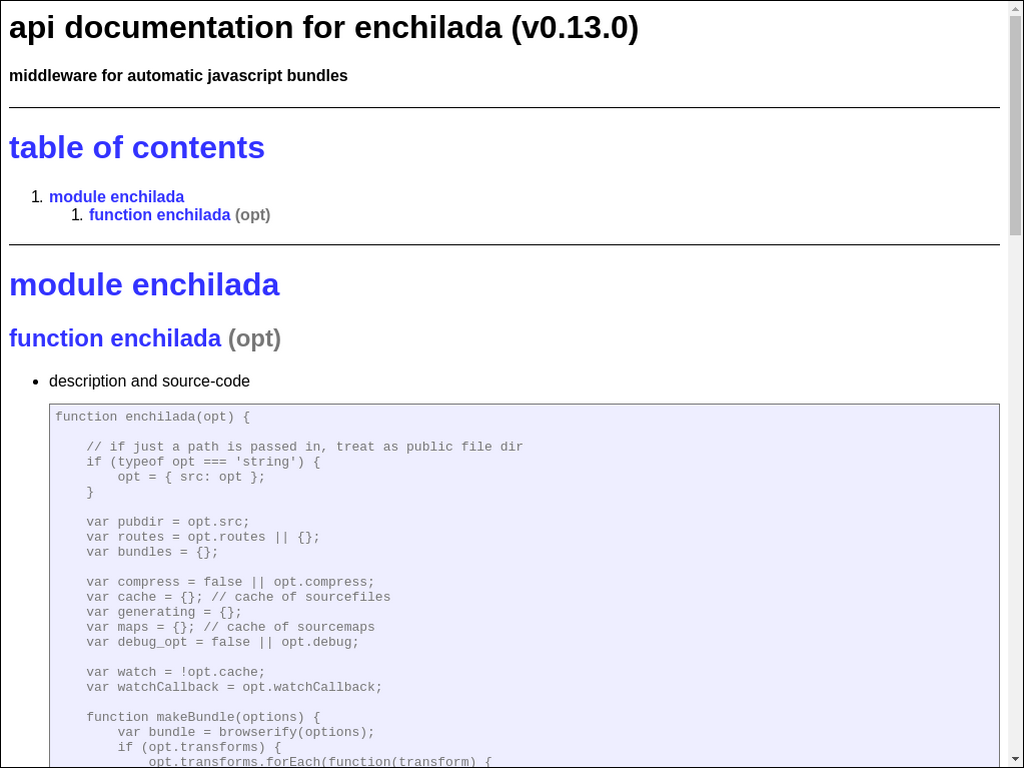 api documentation for enchilada (v0.13.0)
middleware for automatic javascript bundles
table of contents
1. module enchilada
1. function enchilada (opt)
module enchilada
function enchilada (opt)
• description and source-code
function enchilada(opt) {
// if just a path is passed in, treat as public file dir
if (typeof opt === 'string') {
opt = { src: opt };
}
var pubdir = opt.src;
var routes = opt.routes || {};
var bundles = {};
var compress = false || opt.compress;
var cache = {}; // cache of sourcefiles
var generating = {};
var maps = {}; // cache of sourcemaps
var debug_opt = false || opt.debug;
var watch = !opt.cache;
var watchCallback = opt.watchCallback;
function makeBundle(options) {
var bundle = browserify(options);
if (opt.transforms) {
opt.transforms.forEach(function(transform) {